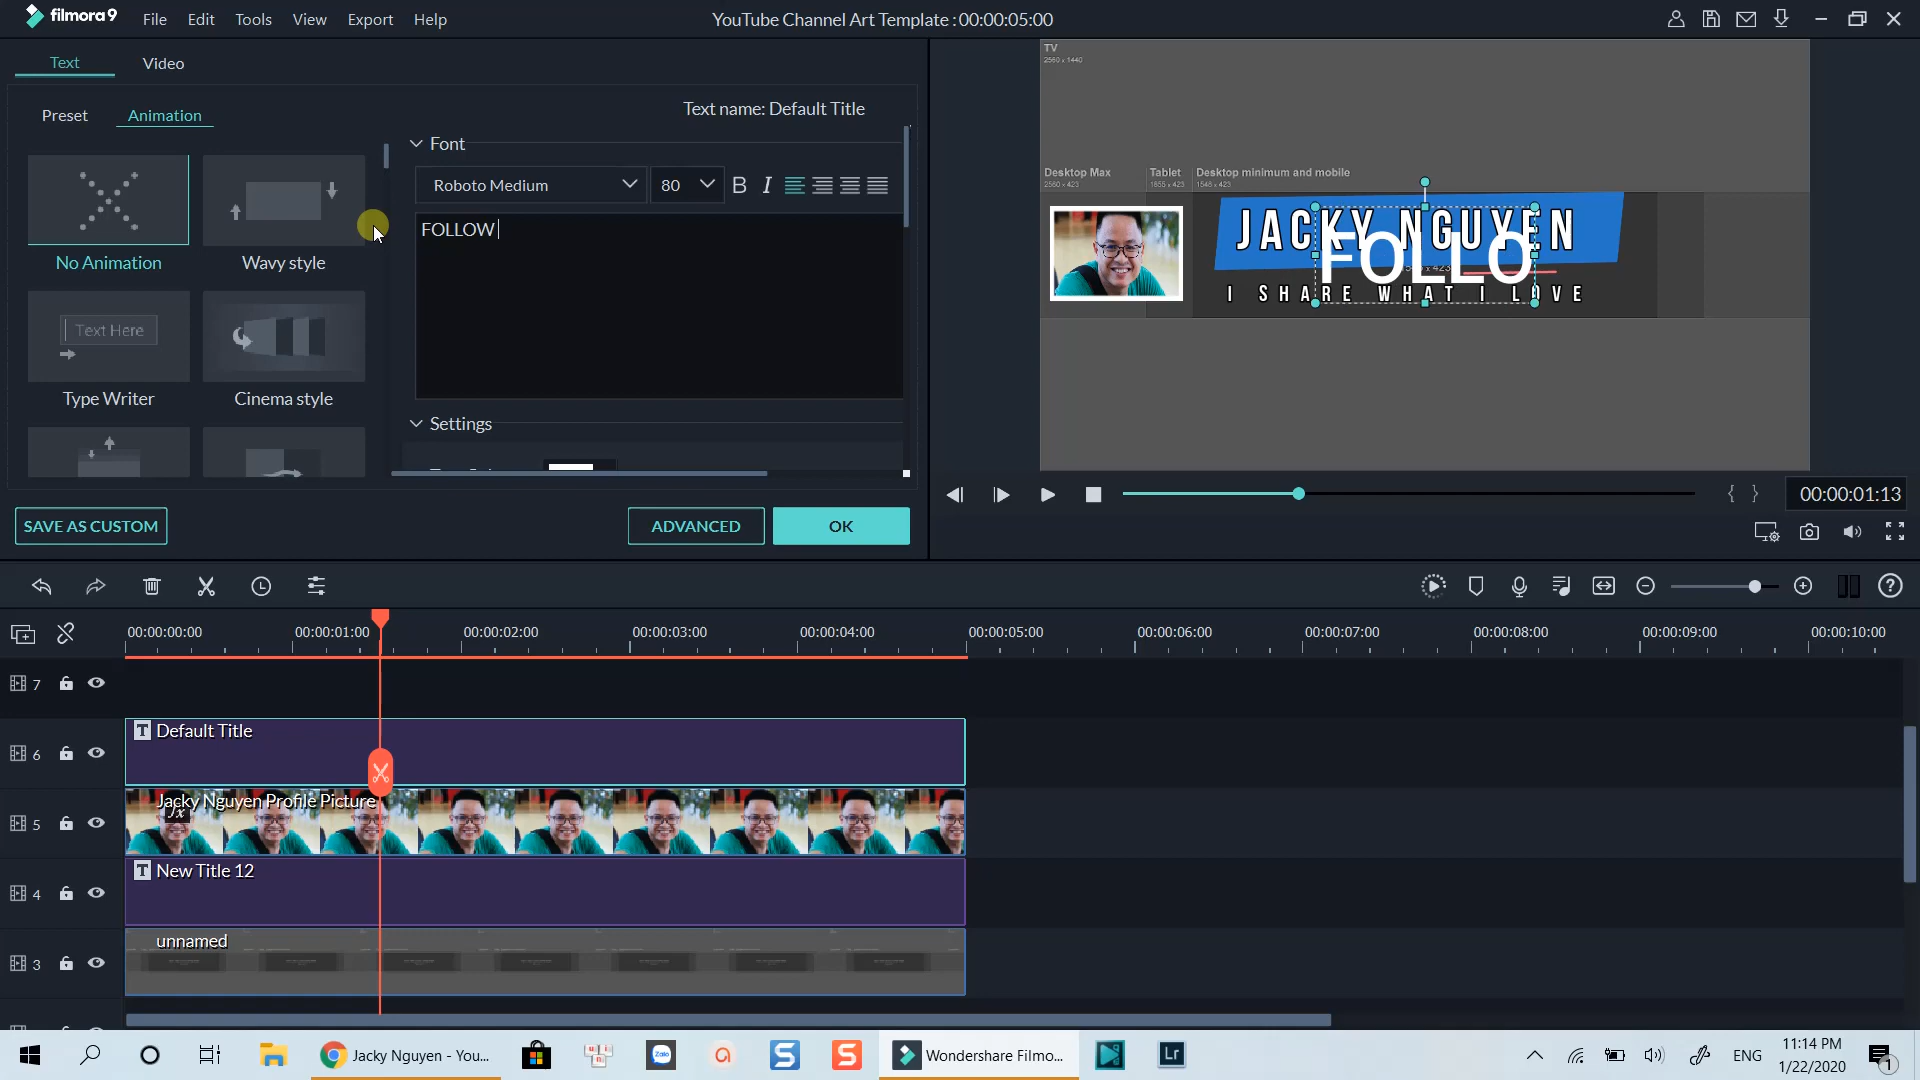 filmora9
File Edit Tools View Export Help
YouTube Channel Art Template : 00:00:05:00
Text Video
Preset Animation
Text name: Default Title
Font
Roboto Medium 80 B I
FOLLOW
No Animation
Wavy style
Text Here
Type Writer
Cinema style
Settings
SAVE AS CUSTOM
ADVANCED
OK
TV
2560 x 1440
Desktop Max
2560 x 423
Tablet
1855 x 423
Desktop minimum and mobile
1546 x 423
JACKY NGUYEN
FOLLO
I SHARE WHAT I LOVE
{ } 00:00:01:13
00:00:00:00 00:00:01:00 00:00:02:00 00:00:03:00 00:00:04:00 00:00:05:00 00:00:06:00 00:00:07:00 00:00:08:00 00:00:09:00 00:00:10:00
7
6
T Default Title
5
Jacky Nguyen Profile Picture
fx
4
T New Title 12
3
unnamed
Jacky Nguyen - You...
Zalo
S
S
Wondershare Filmo...
Lr
ENG
11:14 PM
1/22/2020
1